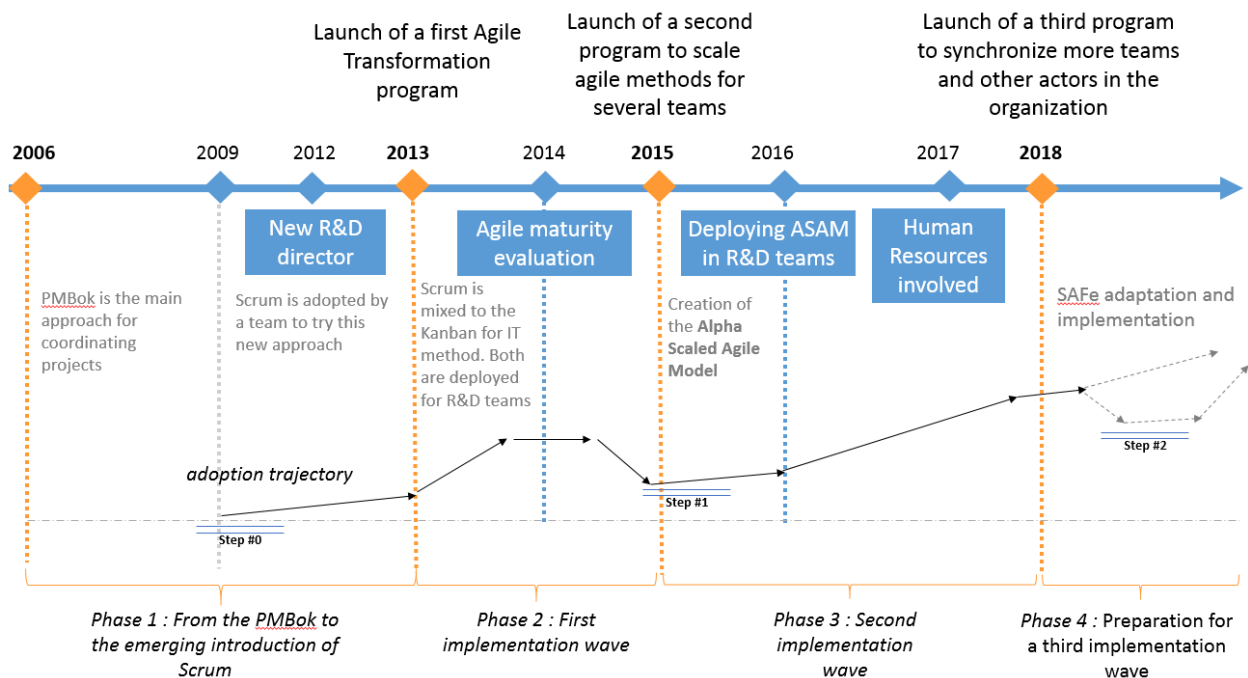 Launch of a first Agile
Transformation
program
Launch of a second
program to scale
agile methods for
several teams
Launch of a third program
to synchronize more teams
and other actors in the
organization
2006
2009
2012
2013
2014
2015
2016
2017
2018
New R&D
director
Agile maturity
evaluation
Deploying ASAM
in R&D teams
Human
Resources
involved
PMBok is the main
approach for
coordinating
projects
Scrum is adopted by
a team to try this
new approach
Scrum is
mixed to the
Kanban for IT
method. Both
are deployed
for R&D teams
Creation of
the Alpha
Scaled Agile
Model
SAFe adaptation and
implementation
adoption trajectory
Step #0
Step #1
Step #2
Phase 1 : From the PMBok to
the emerging introduction of
Scrum
Phase 2 : First
implementation wave
Phase 3 : Second
implementation
wave
Phase 4 : Preparation for
a third implementation
wave